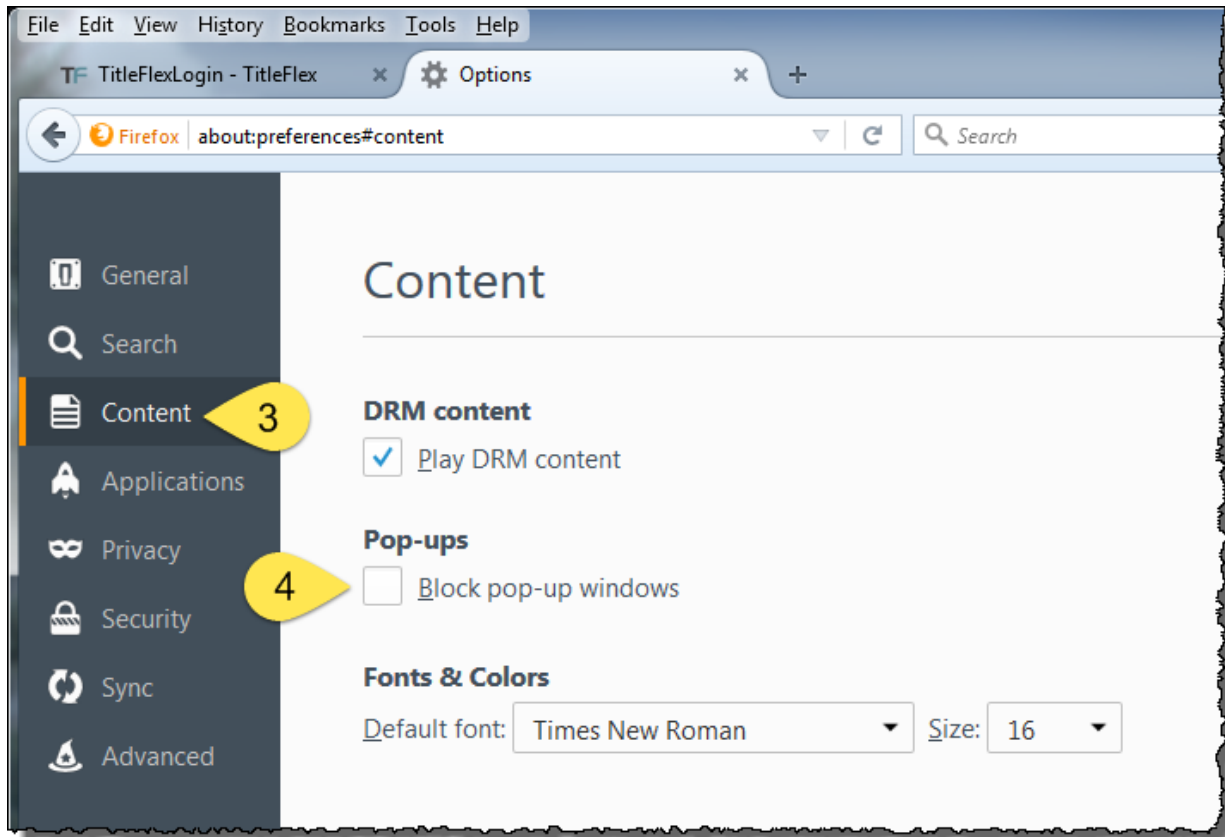 File Edit View History Bookmarks Tools Help
TF TitleFlexLogin - TitleFlex × Options × +
Firefox about:preferences#content Search
General
Search
Content 3
Applications
Privacy
Security
Sync
Advanced
Content
DRM content
Play DRM content
Pop-ups
4 Block pop-up windows
Fonts & Colors
Default font: Times New Roman Size: 16